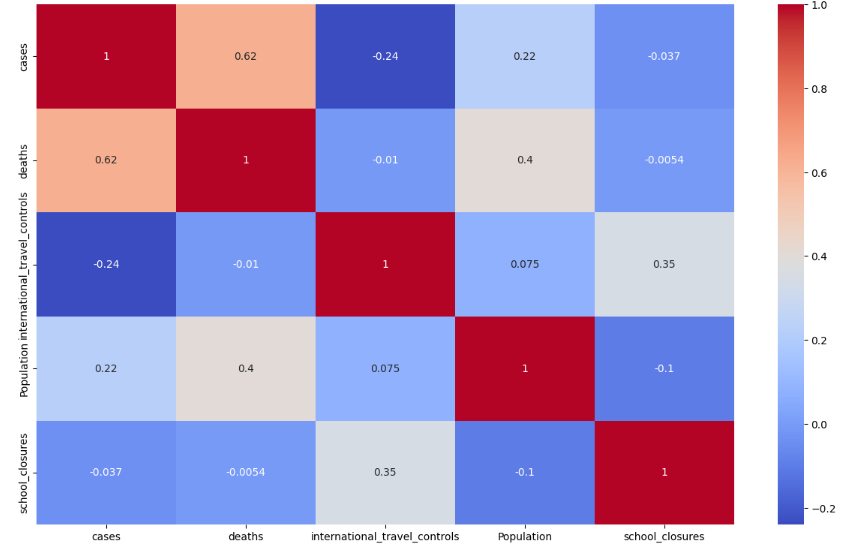 cases 1 0.62 -0.24 0.22 -0.037
deaths 0.62 1 -0.01 0.4 -0.0054
international_travel_controls -0.24 -0.01 1 0.075 0.35
Population 0.22 0.4 0.075 1 -0.1
school_closures -0.037 -0.0054 0.35 -0.1 1
cases deaths international_travel_controls Population school_closures
1.0
0.8
0.6
0.4
0.2
0.0
−0.2